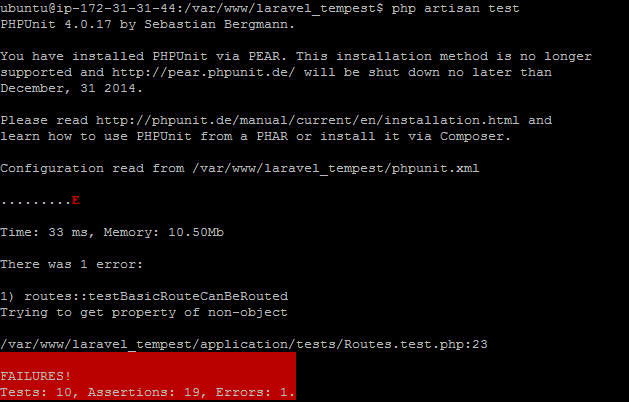 ubuntu@ip-172-31-31-44:/var/www/laravel_tempest$ php artisan test
PHPUnit 4.0.17 by Sebastian Bergmann.
You have installed PHPUnit via PEAR. This installation method is no longer
supported and http://pear.phpunit.de/ will be shut down no later than
December, 31 2014.
Please read http://phpunit.de/manual/current/en/installation.html and
learn how to use PHPUnit from a PHAR or install it via Composer.
Configuration read from /var/www/laravel_tempest/phpunit.xml
.........E
Time: 33 ms, Memory: 10.50Mb
There was 1 error:
1) routes::testBasicRouteCanBeRouted
Trying to get property of non-object
/var/www/laravel_tempest/application/tests/Routes.test.php:23
FAILURES!
Tests: 10, Assertions: 19, Errors: 1.